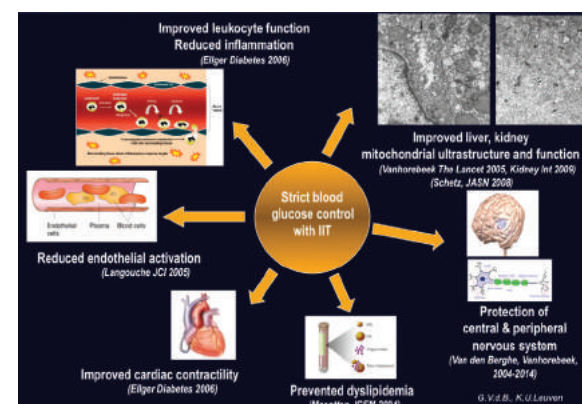 Improved leukocyte function
Reduced inflammation
(Ellger Diabetes 2006)
Improved liver, kidney
mitochondrial ultrastructure and function
(Vanhorebeek The Lancet 2005, Kidney Int 2009)
(Schetz, JASN 2008)
Strict blood
glucose control
with IIT
Endothelial cells
Plasma
Blood cells
Reduced endothelial activation
(Langouche JCI 2005)
Protection of
central & peripheral
nervous system
(Van den Berghe, Vanhorebeek,
2004-2014)
Improved cardiac contractility
(Ellger Diabetes 2006)
Prevented dyslipidemia
G.V.d.B., K.U.Leuven